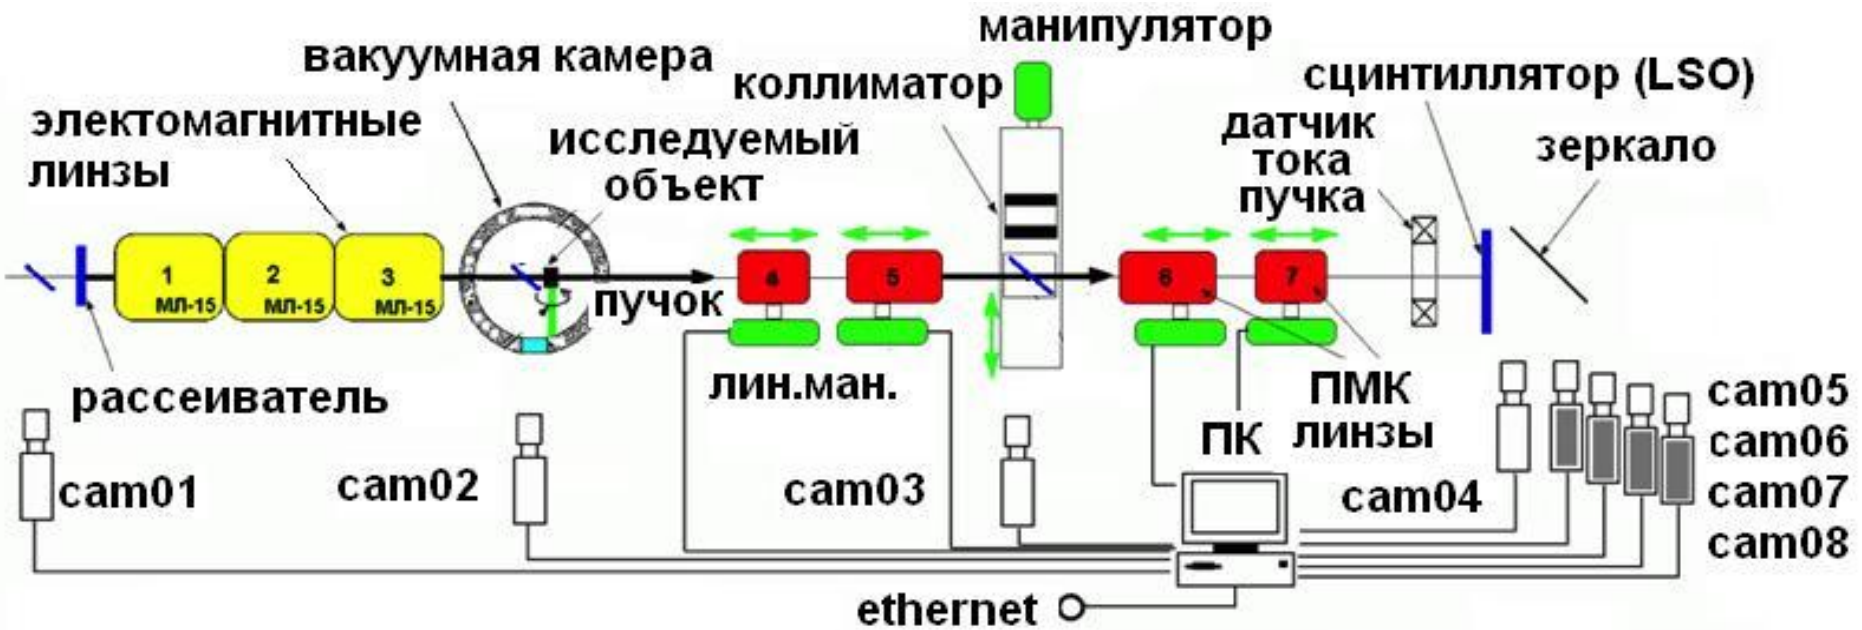 манипулятор
вакуумная камера
коллиматор
сцинтиллятор (LSO)
электомагнитные
линзы
исследуемый
объект
датчик
тока
пучка
зеркало
1
МЛ-15
2
МЛ-15
3
МЛ-15
пучок
4
5
6
7
рассеиватель
лин.ман.
ПМК
линзы
ПК
cam01
cam02
cam03
cam04
cam05
cam06
cam07
cam08
ethernet